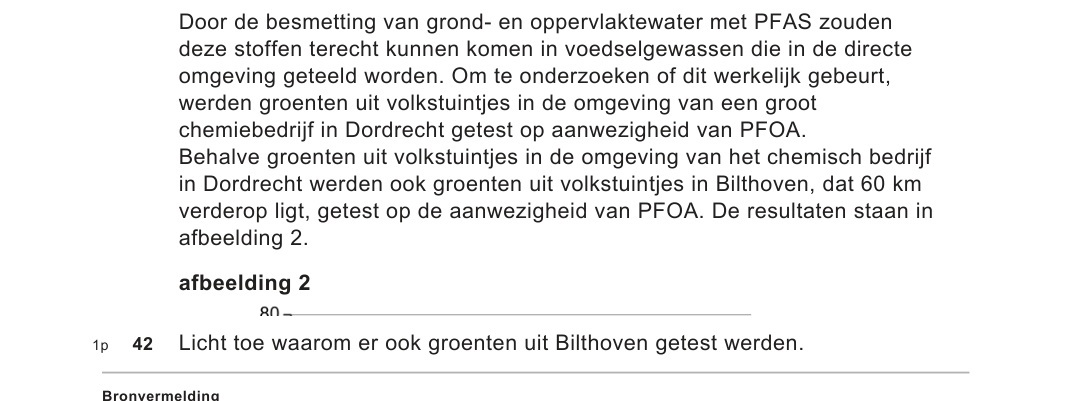 Door de besmetting van grond- en oppervlaktewater met PFAS zouden
deze stoffen terecht kunnen komen in voedselgewassen die in de directe
omgeving geteeld worden. Om te onderzoeken of dit werkelijk gebeurt,
werden groenten uit volkstuintjes in de omgeving van een groot
chemiebedrijf in Dordrecht getest op aanwezigheid van PFOA.
Behalve groenten uit volkstuintjes in de omgeving van het chemisch bedrijf
in Dordrecht werden ook groenten uit volkstuintjes in Bilthoven, dat 60 km
verderop ligt, getest op de aanwezigheid van PFOA. De resultaten staan in
afbeelding 2.
afbeelding 2
80
1p 42 Licht toe waarom er ook groenten uit Bilthoven getest werden.
Bronvermelding